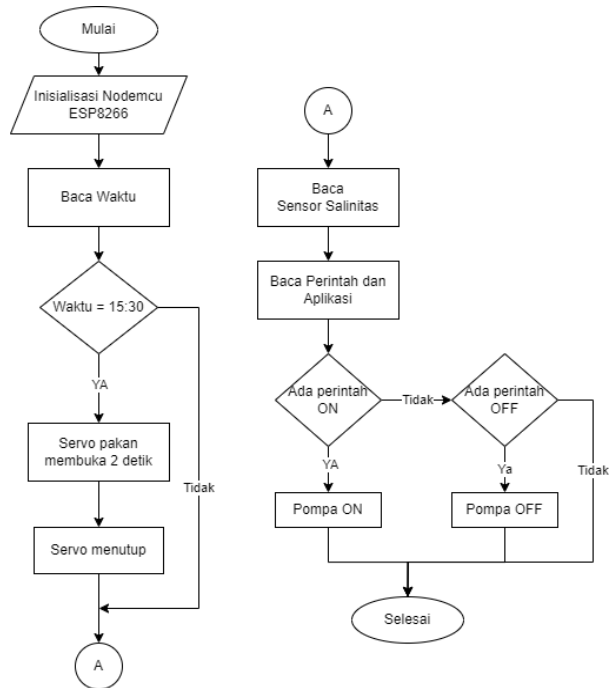 Mulai
Inisialisasi Nodemcu
ESP8266
Baca Waktu
Waktu = 15:30
YA
Servo pakan
membuka 2 detik
Tidak
Servo menutup
A
A
Baca
Sensor Salinitas
Baca Perintah dan
Aplikasi
Ada perintah
ON
Tidak
Ada perintah
OFF
YA
Ya
Tidak
Pompa ON
Pompa OFF
Selesai